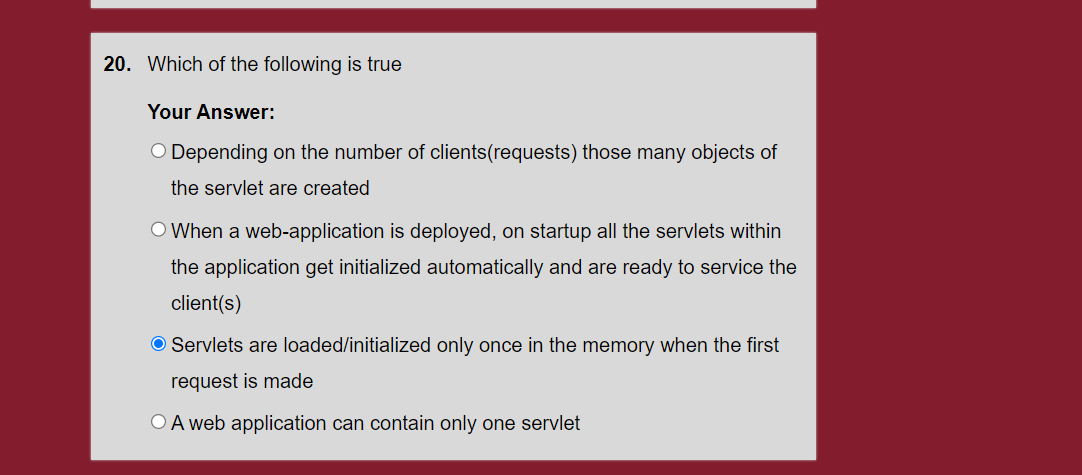 20. Which of the following is true
Your Answer:
Depending on the number of clients(requests) those many objects of
the servlet are created
When a web-application is deployed, on startup all the servlets within
the application get initialized automatically and are ready to service the
client(s)
Servlets are loaded/initialized only once in the memory when the first
request is made
A web application can contain only one servlet